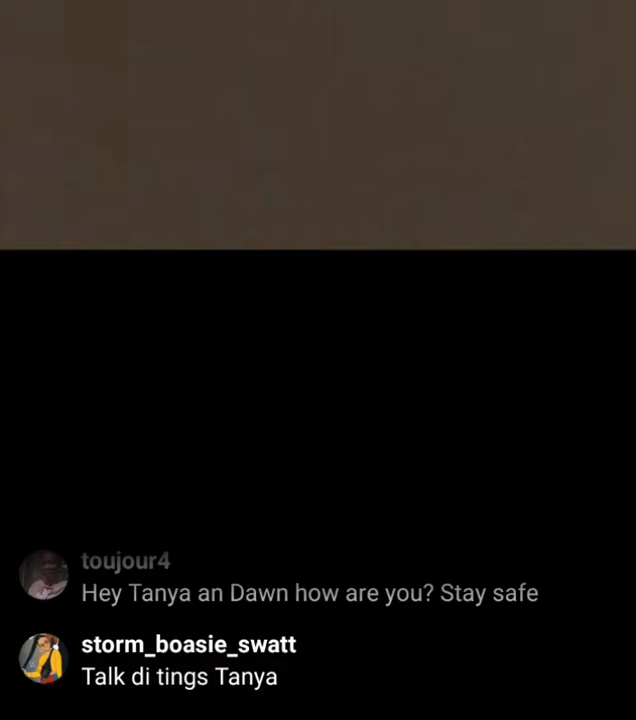 toujour4
Hey Tanya an Dawn how are you? Stay safe
storm_boasie_swatt
Talk di tings Tanya